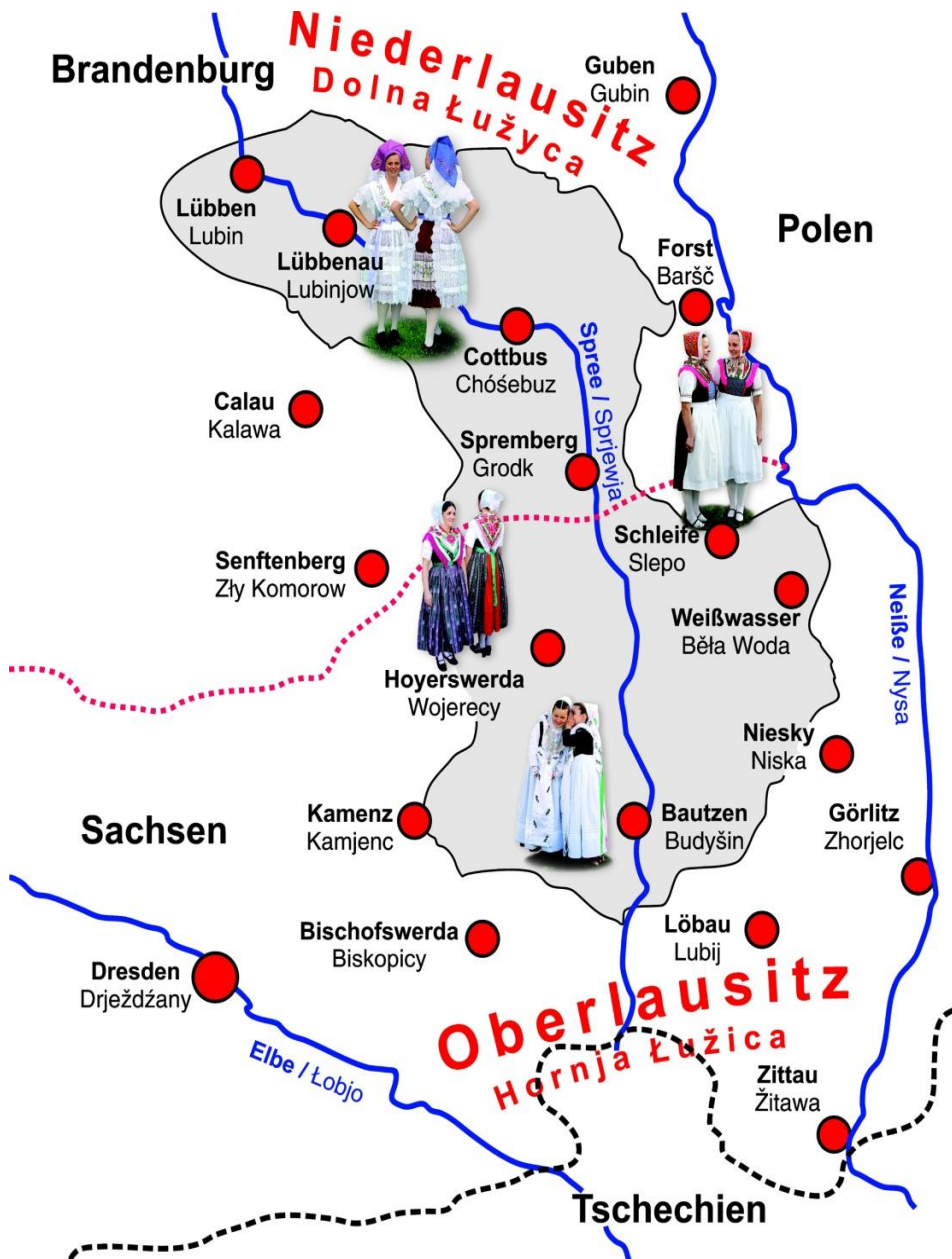 Niederlausitz
Dolna Łužyca
Brandenburg
Guben
Gubin
Lübben
Lubin
Lübbenau
Lubinjow
Polen
Forst
Baršč
Cottbus
Chóśebuz
Spree / Sprjewja
Calau
Kalawa
Spremberg
Grodk
Schleife
Slepo
Senftenberg
Zły Komorow
Weißwasser
Běła Woda
Neiße / Nysa
Hoyerswerda
Wojerecy
Niesky
Niska
Sachsen
Kamenz
Kamjenc
Bautzen
Budyšin
Görlitz
Zhorjelc
Bischofswerda
Biskopicy
Löbau
Lubij
Dresden
Drježdźany
Oberlausitz
Hornja Łužica
Elbe / Łobjo
Zittau
Žitawa
Tschechien